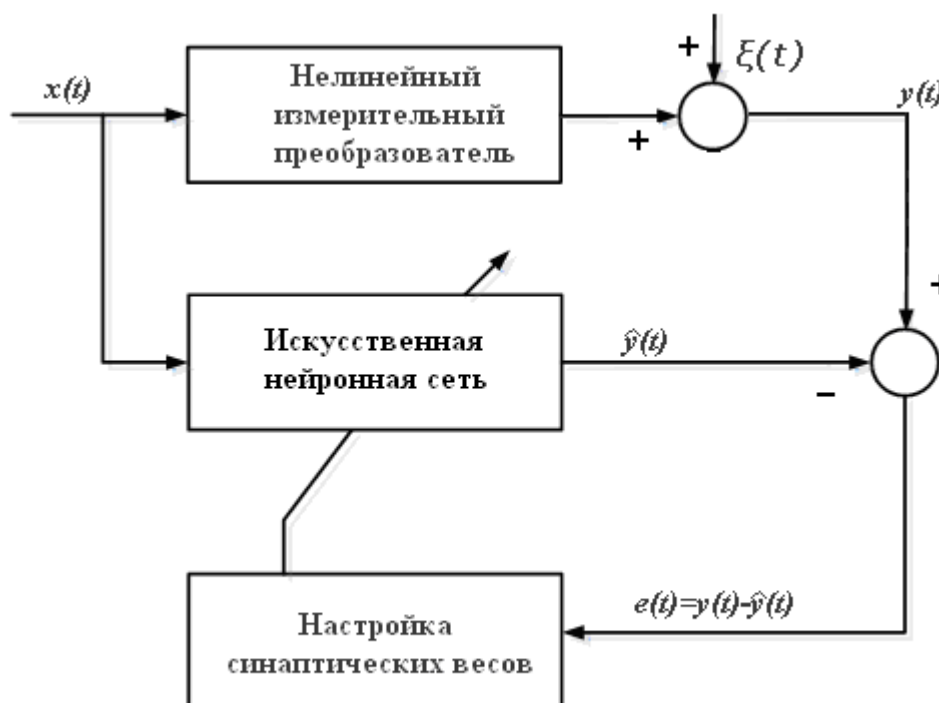 +
ξ(t)
x(t)
Нелинейный
измерительный
преобразователь
+
y(t)
+
Искусственная
нейронная сеть
ŷ(t)
−
e(t)=y(t)-ŷ(t)
Настройка
синаптических весов